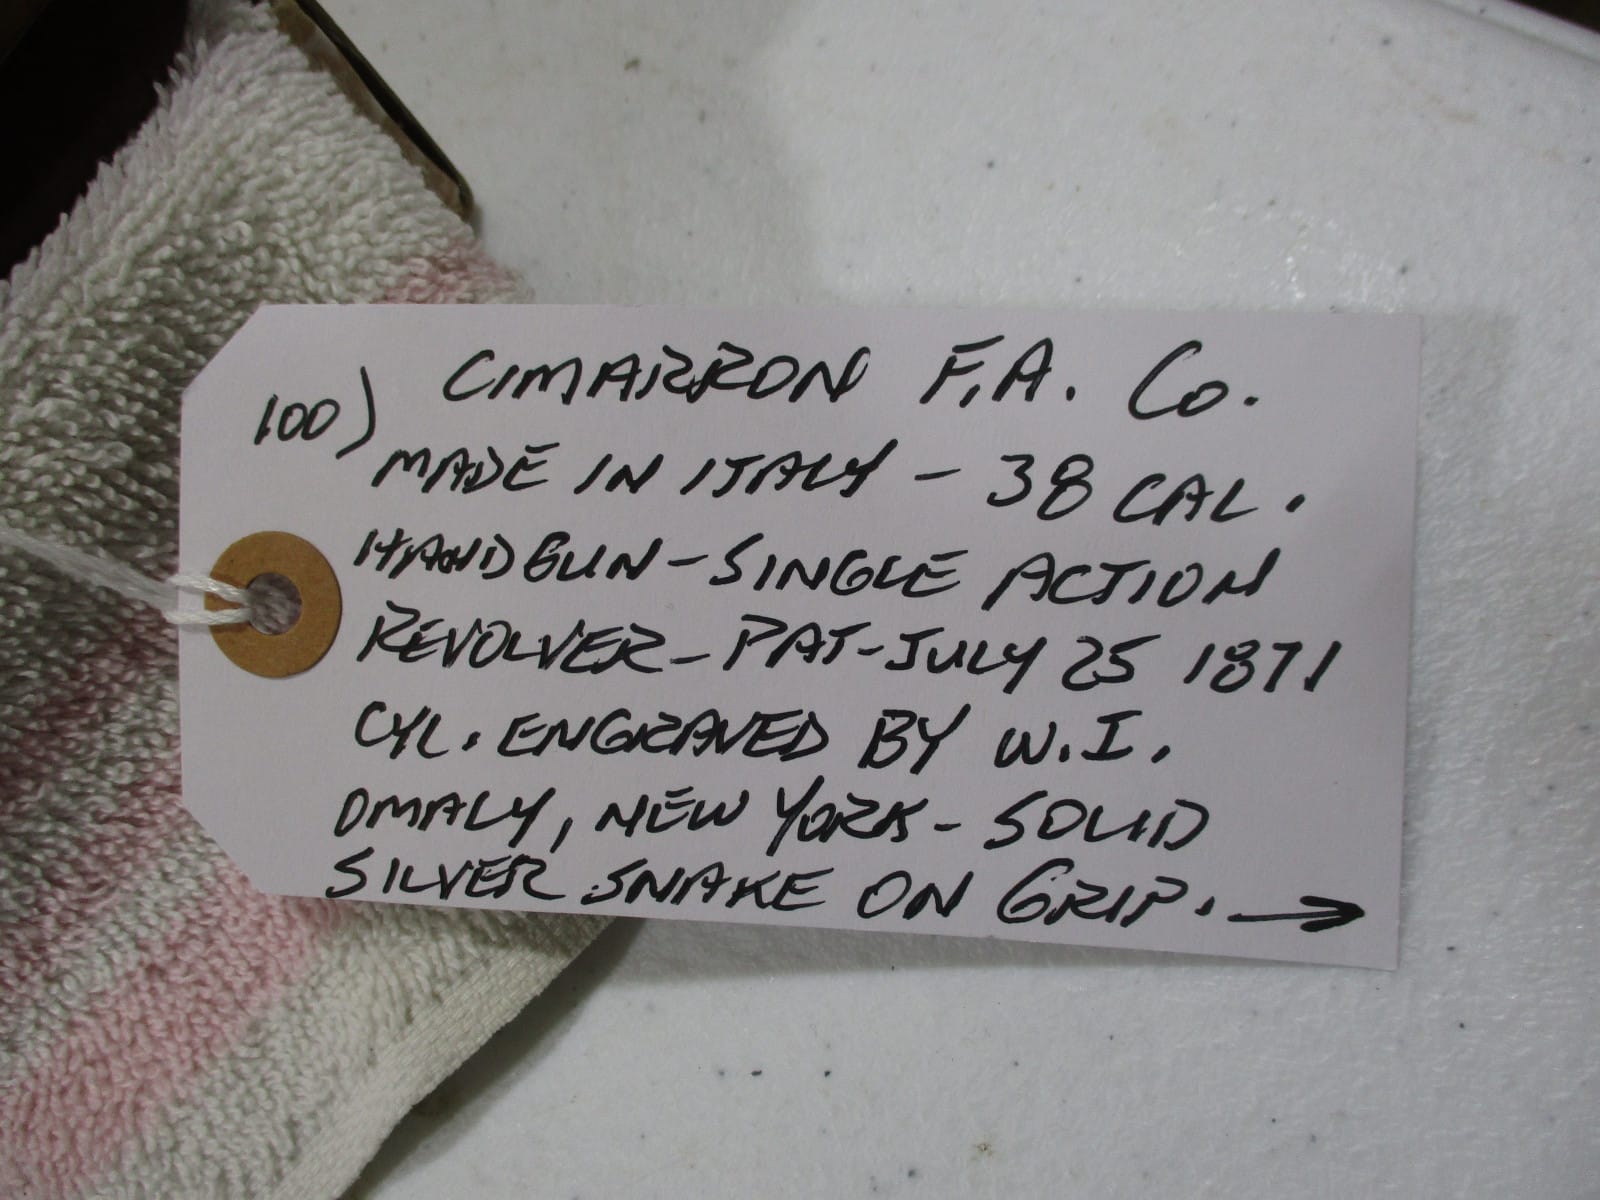 100) CIMARRON F.A. Co.
MADE IN ITALY - 38 CAL.
HANDGUN - SINGLE ACTION
REVOLVER - PAT - JULY 25 1871
CYL. ENGRAVED BY W.I.
OMALY, NEW YORK - SOLID
SILVER SNAKE ON GRIP. →